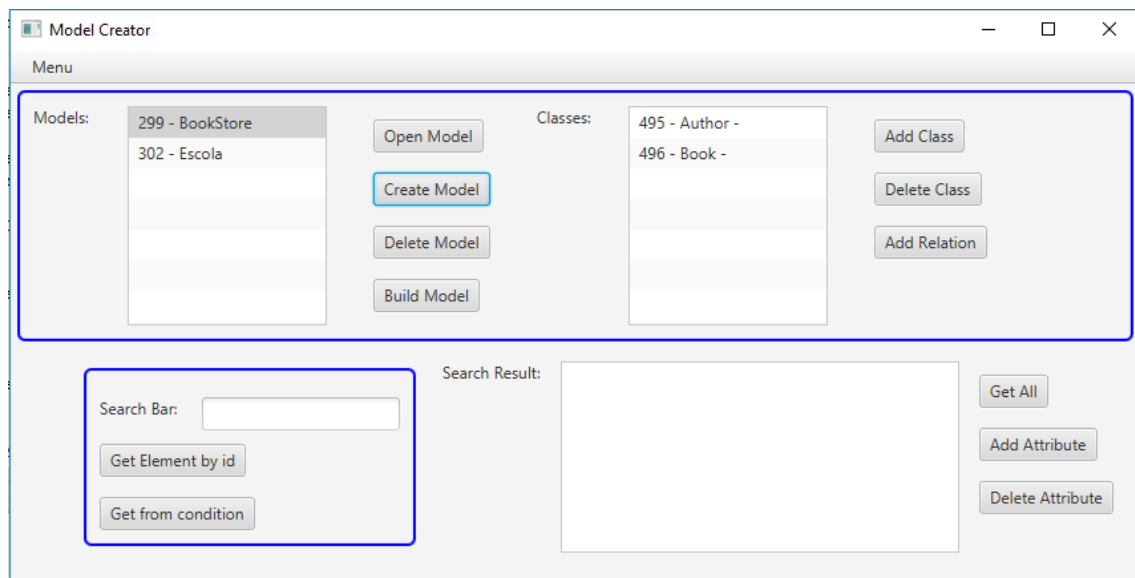 Model Creator
Menu
Models:
299 - BookStore
302 - Escola
Open Model
Create Model
Delete Model
Build Model
Classes:
495 - Author -
496 - Book -
Add Class
Delete Class
Add Relation
Search Bar:
Get Element by id
Get from condition
Search Result:
Get All
Add Attribute
Delete Attribute